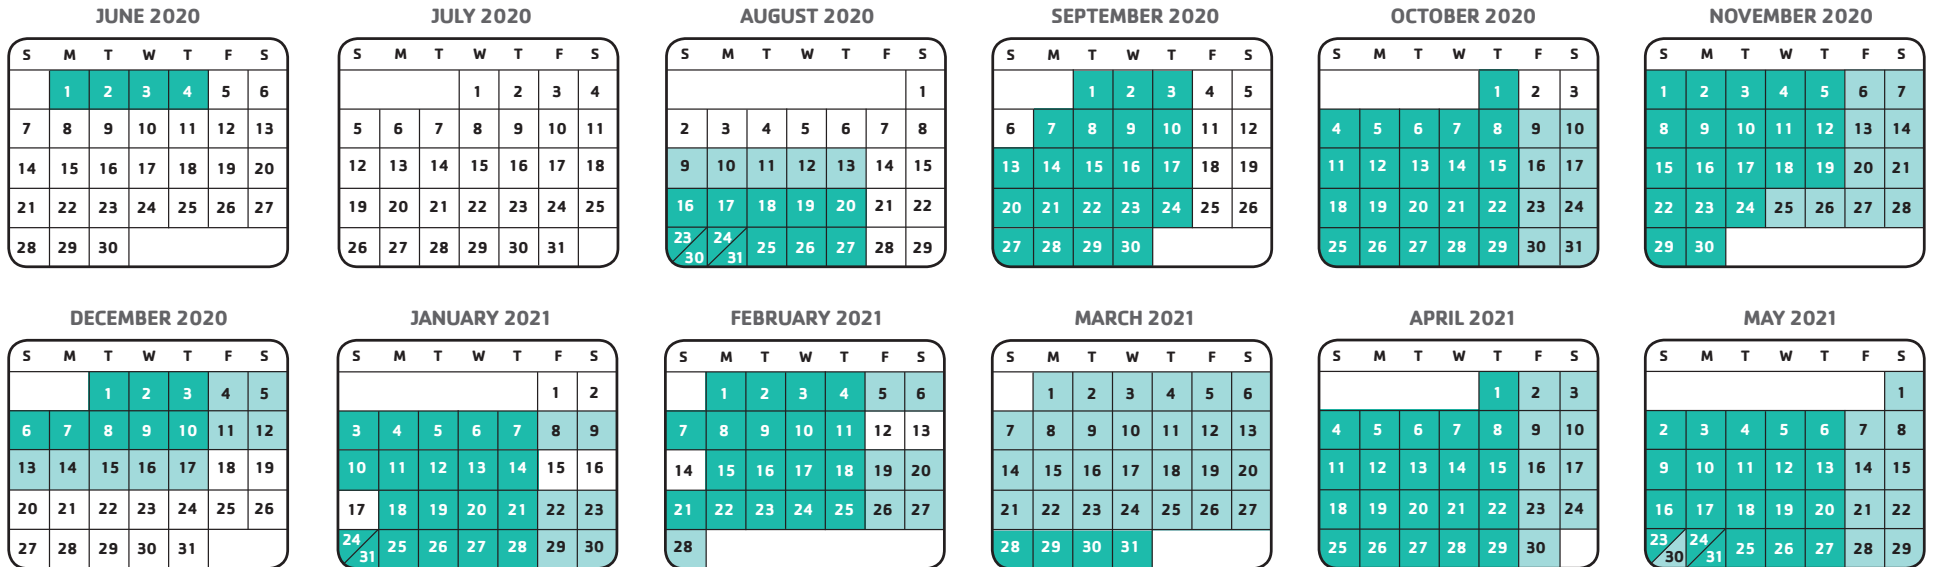 JUNE 2020
S M T W T F S
1 2 3 4 5 6
7 8 9 10 11 12 13
14 15 16 17 18 19 20
21 22 23 24 25 26 27
28 29 30
JULY 2020
S M T W T F S
1 2 3 4
5 6 7 8 9 10 11
12 13 14 15 16 17 18
19 20 21 22 23 24 25
26 27 28 29 30 31
AUGUST 2020
S M T W T F S
1
2 3 4 5 6 7 8
9 10 11 12 13 14 15
16 17 18 19 20 21 22
23/30 24/31 25 26 27 28 29
SEPTEMBER 2020
S M T W T F S
1 2 3 4 5
6 7 8 9 10 11 12
13 14 15 16 17 18 19
20 21 22 23 24 25 26
27 28 29 30
OCTOBER 2020
S M T W T F S
1 2 3
4 5 6 7 8 9 10
11 12 13 14 15 16 17
18 19 20 21 22 23 24
25 26 27 28 29 30 31
NOVEMBER 2020
S M T W T F S
1 2 3 4 5 6 7
8 9 10 11 12 13 14
15 16 17 18 19 20 21
22 23 24 25 26 27 28
29 30
DECEMBER 2020
S M T W T F S
1 2 3 4 5
6 7 8 9 10 11 12
13 14 15 16 17 18 19
20 21 22 23 24 25 26
27 28 29 30 31
JANUARY 2021
S M T W T F S
1 2
3 4 5 6 7 8 9
10 11 12 13 14 15 16
17 18 19 20 21 22 23
24/31 25 26 27 28 29 30
FEBRUARY 2021
S M T W T F S
1 2 3 4 5 6
7 8 9 10 11 12 13
14 15 16 17 18 19 20
21 22 23 24 25 26 27
28
MARCH 2021
S M T W T F S
1 2 3 4 5 6
7 8 9 10 11 12 13
14 15 16 17 18 19 20
21 22 23 24 25 26 27
28 29 30 31
APRIL 2021
S M T W T F S
1 2 3
4 5 6 7 8 9 10
11 12 13 14 15 16 17
18 19 20 21 22 23 24
25 26 27 28 29 30
MAY 2021
S M T W T F S
1
2 3 4 5 6 7 8
9 10 11 12 13 14 15
16 17 18 19 20 21 22
23/30 24/31 25 26 27 28 29